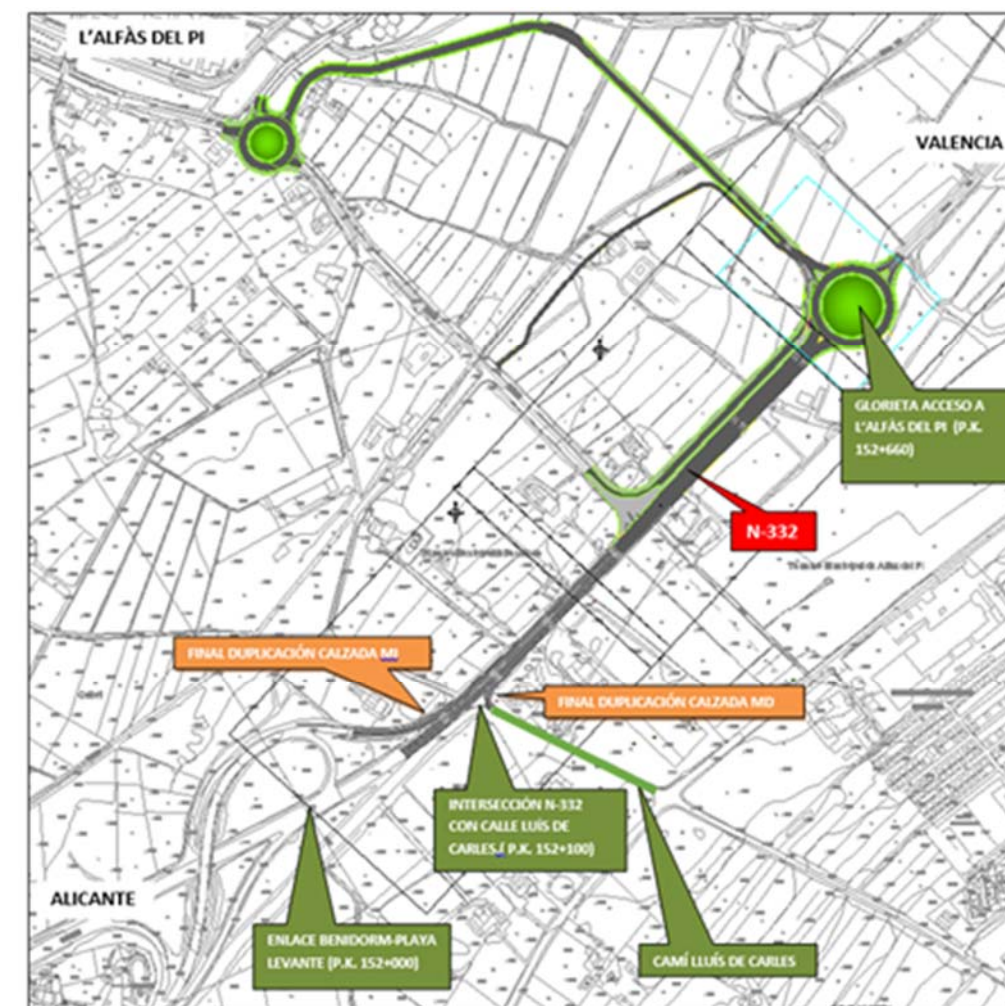 L'ALFÀS DEL PI
VALENCIA
GLORIETA ACCESO A
L'ALFÀS DEL PI (P.K.
152+660)
N-332
FINAL DUPLICACIÓN CALZADA MI
FINAL DUPLICACIÓN CALZADA MD
INTERSECCIÓN N-332
CON CALLE LUÍS DE
CARLES ( P.K. 152+100)
ALICANTE
ENLACE BENIDORM-PLAYA
LEVANTE (P.K. 152+000)
CAMÍ LLUÍS DE CARLES